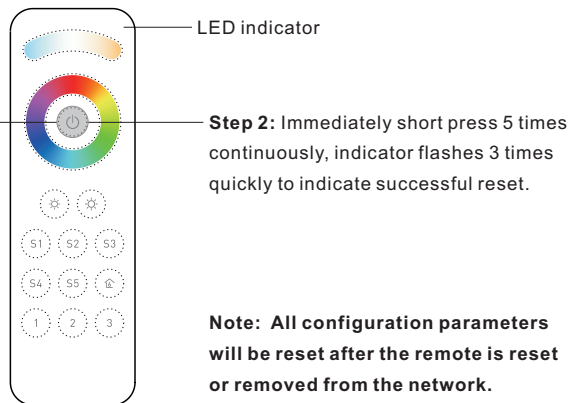 LED indicator
Step 2: Immediately short press 5 times
continuously, indicator flashes 3 times
quickly to indicate successful reset.
S1 S2 S3
S4 S5
1 2 3
Note: All configuration parameters
will be reset after the remote is reset
or removed from the network.